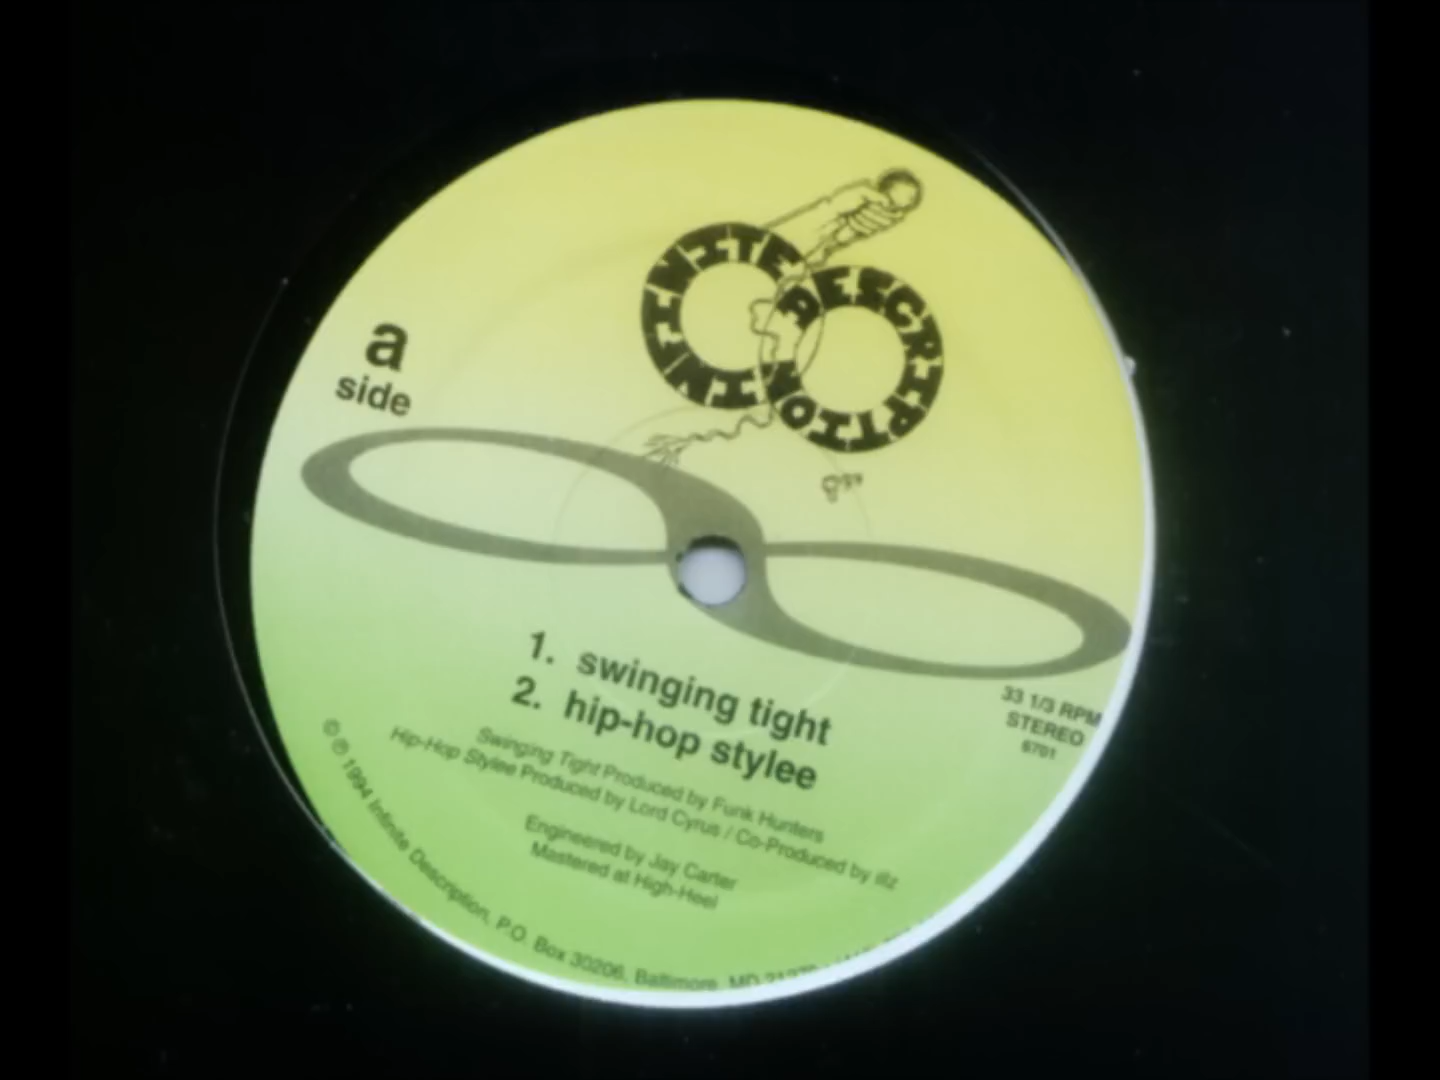 INFINITE DESCRIPTION
a
side
1. swinging tight
2. hip-hop stylee
33 1/3 RPM
STEREO
6701
Swinging Tight Produced by Funk Hunters
Hip-Hop Stylee Produced by Lord Cyrus / Co-Produced by illz
Engineered by Jay Carter
Mastered at High-Heel
© ℗ 1994 Infinite Description, P.O. Box 30206, Baltimore, MD